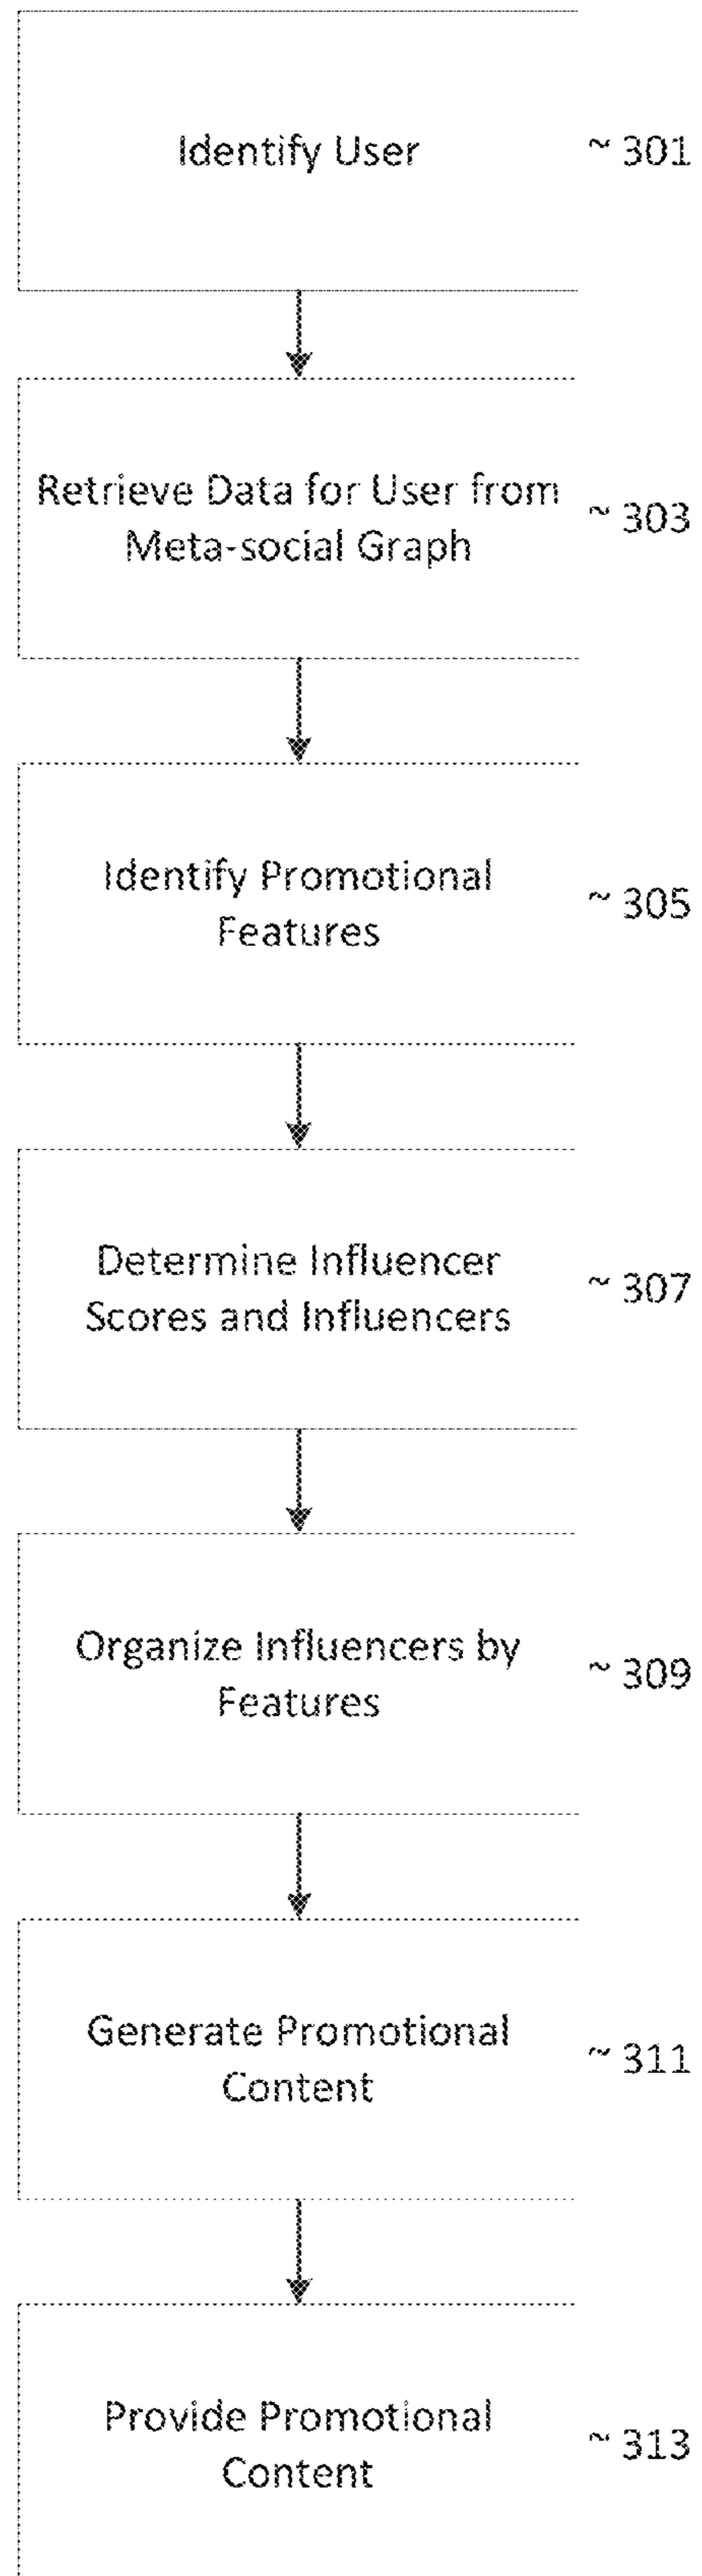 Identify User
~ 301
Retrieve Data for User from
Meta-social Graph
~ 303
Identify Promotional
Features
~ 305
Determine Influencer
Scores and Influencers
~ 307
Organize Influencers by
Features
~ 309
Generate Promotional
Content
~ 311
Provide Promotional
Content
~ 313